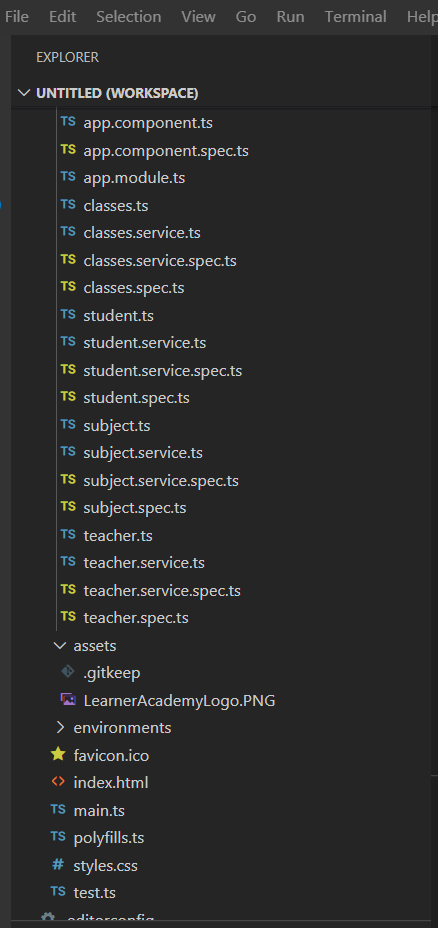 File Edit Selection View Go Run Terminal Help
EXPLORER
UNTITLED (WORKSPACE)
TS app.component.ts
TS app.component.spec.ts
TS app.module.ts
TS classes.ts
TS classes.service.ts
TS classes.service.spec.ts
TS classes.spec.ts
TS student.ts
TS student.service.ts
TS student.service.spec.ts
TS student.spec.ts
TS subject.ts
TS subject.service.ts
TS subject.service.spec.ts
TS subject.spec.ts
TS teacher.ts
TS teacher.service.ts
TS teacher.service.spec.ts
TS teacher.spec.ts
assets
.gitkeep
LearnerAcademyLogo.PNG
environments
favicon.ico
<> index.html
TS main.ts
TS polyfills.ts
# styles.css
TS test.ts
.editorconfig